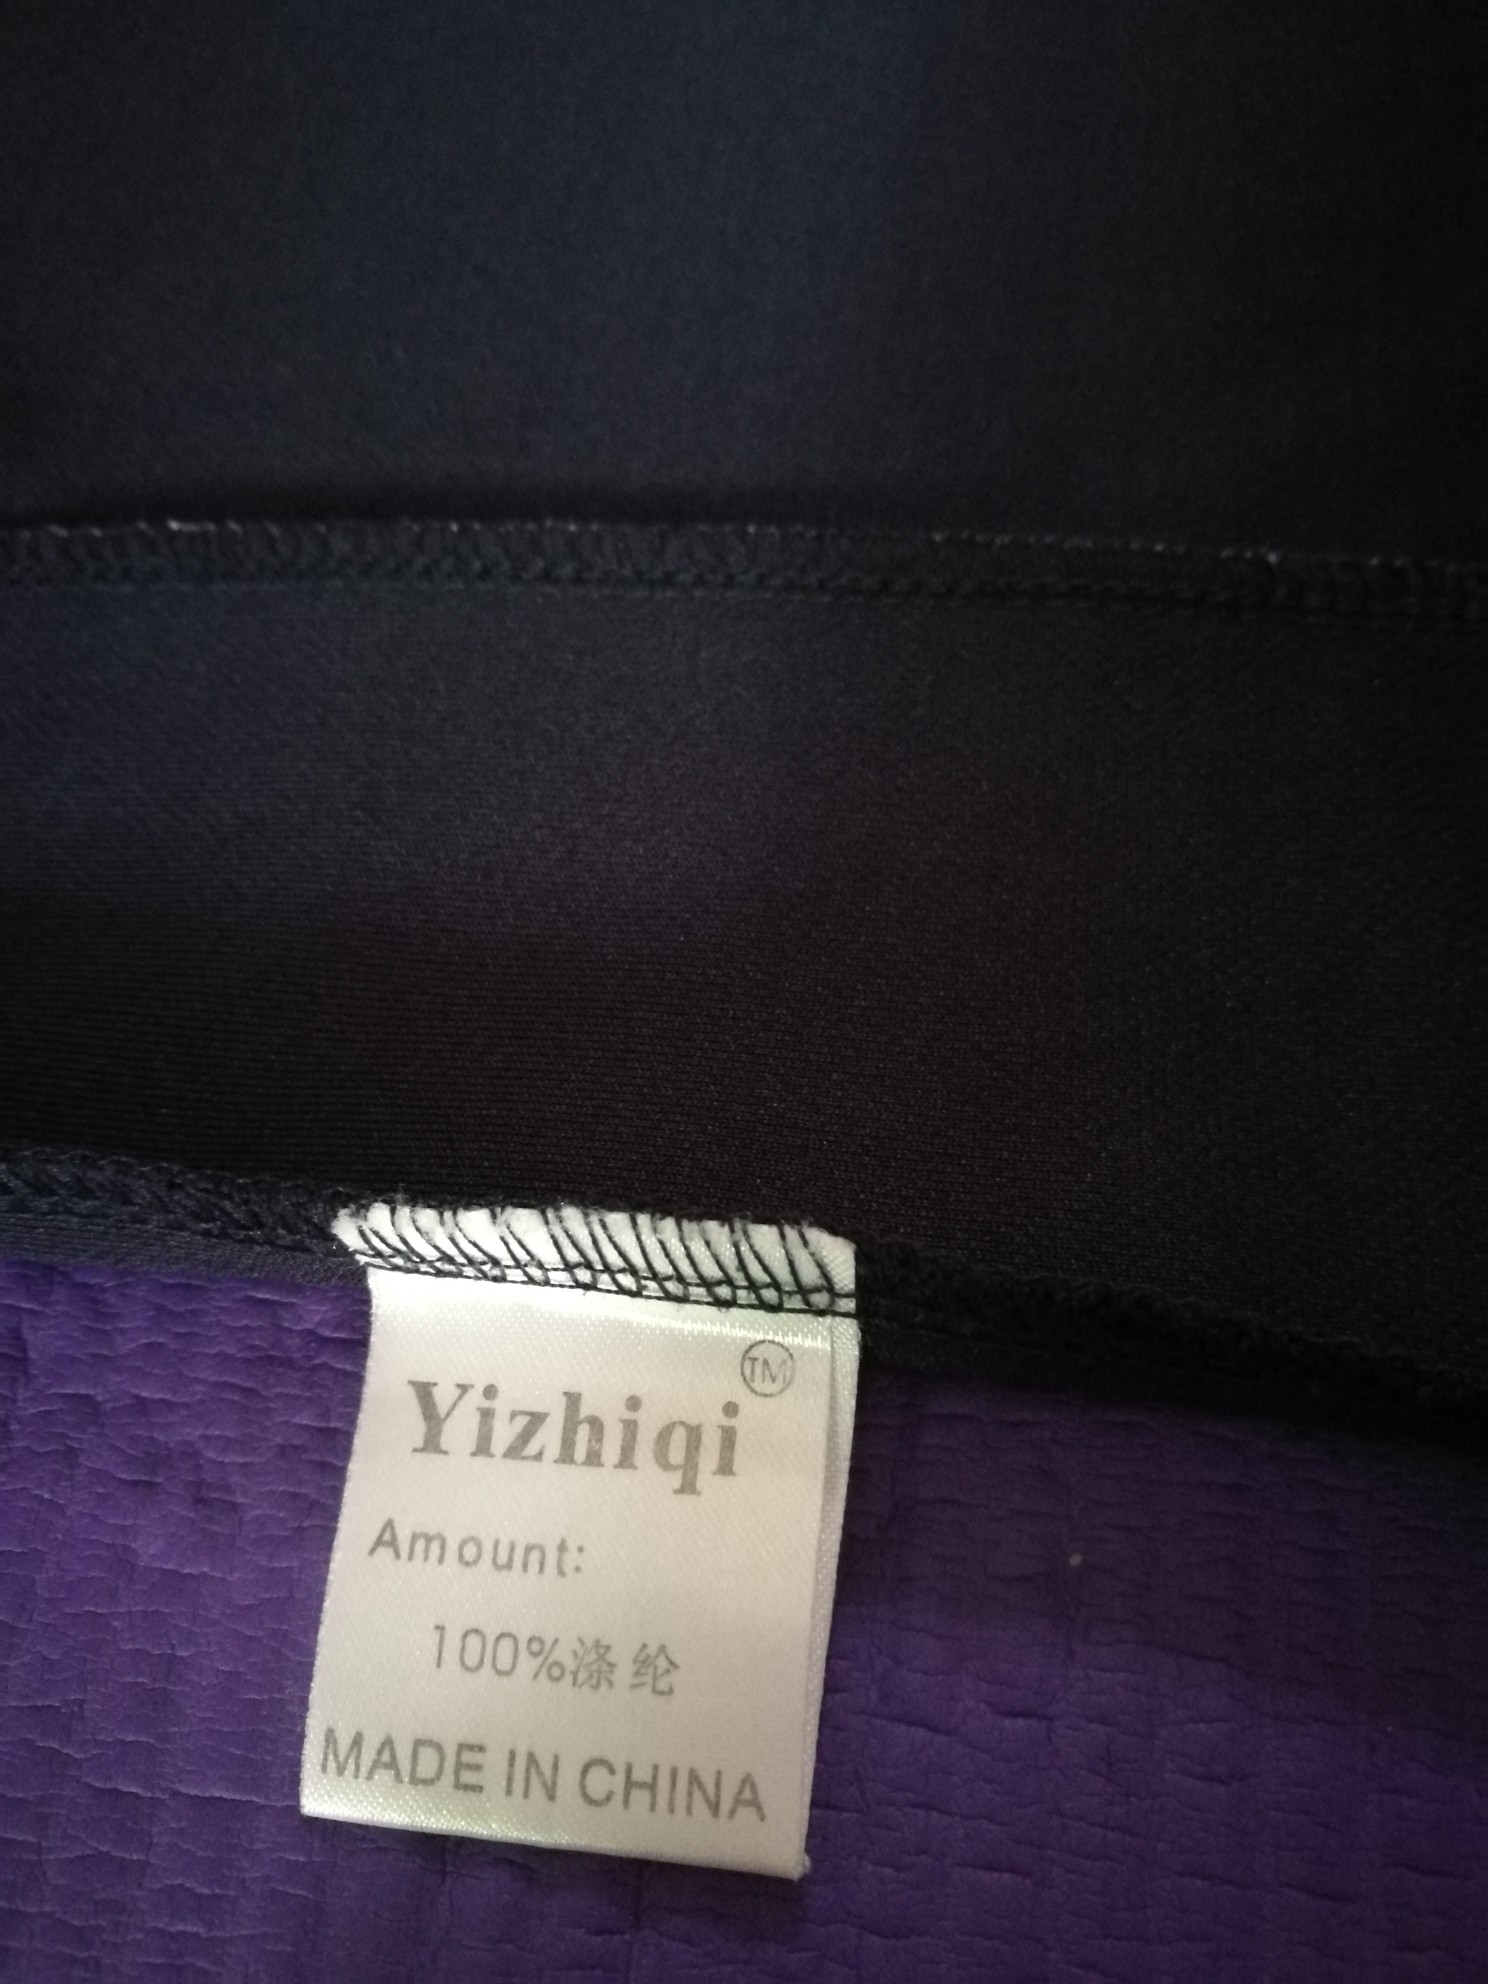 Yizhiqi TM
Amount:
100%涤纶
MADE IN CHINA